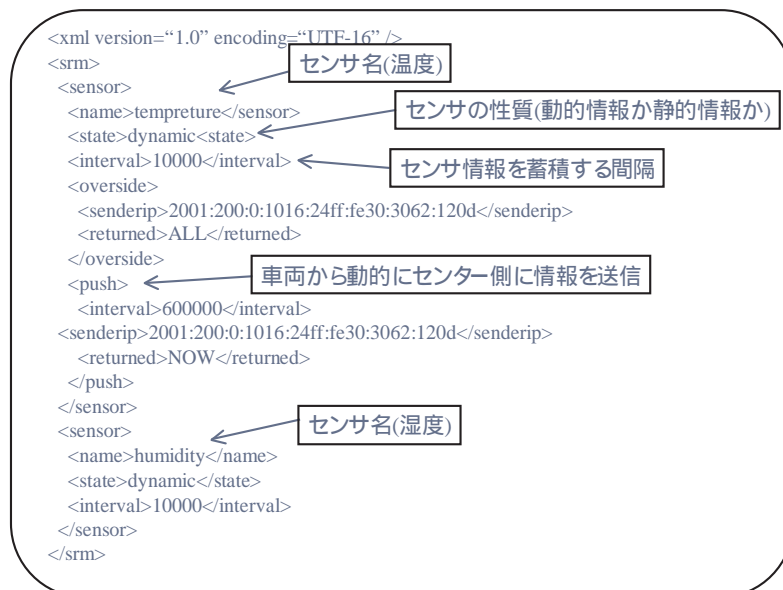 <xml version=“1.0” encoding=“UTF-16” />
<srm>
センサ名(温度)
<sensor>
<name>tempreture</sensor>
センサの性質(動的情報か静的情報か)
<state>dynamic<state>
<interval>10000</interval>
センサ情報を蓄積する間隔
<overside>
<senderip>2001:200:0:1016:24ff:fe30:3062:120d</senderip>
<returned>ALL</returned>
</overside>
<push>
車両から動的にセンター側に情報を送信
<interval>600000</interval>
<senderip>2001:200:0:1016:24ff:fe30:3062:120d</senderip>
<returned>NOW</returned>
</push>
</sensor>
<sensor>
センサ名(湿度)
<name>humidity</name>
<state>dynamic</state>
<interval>10000</interval>
</sensor>
</srm>